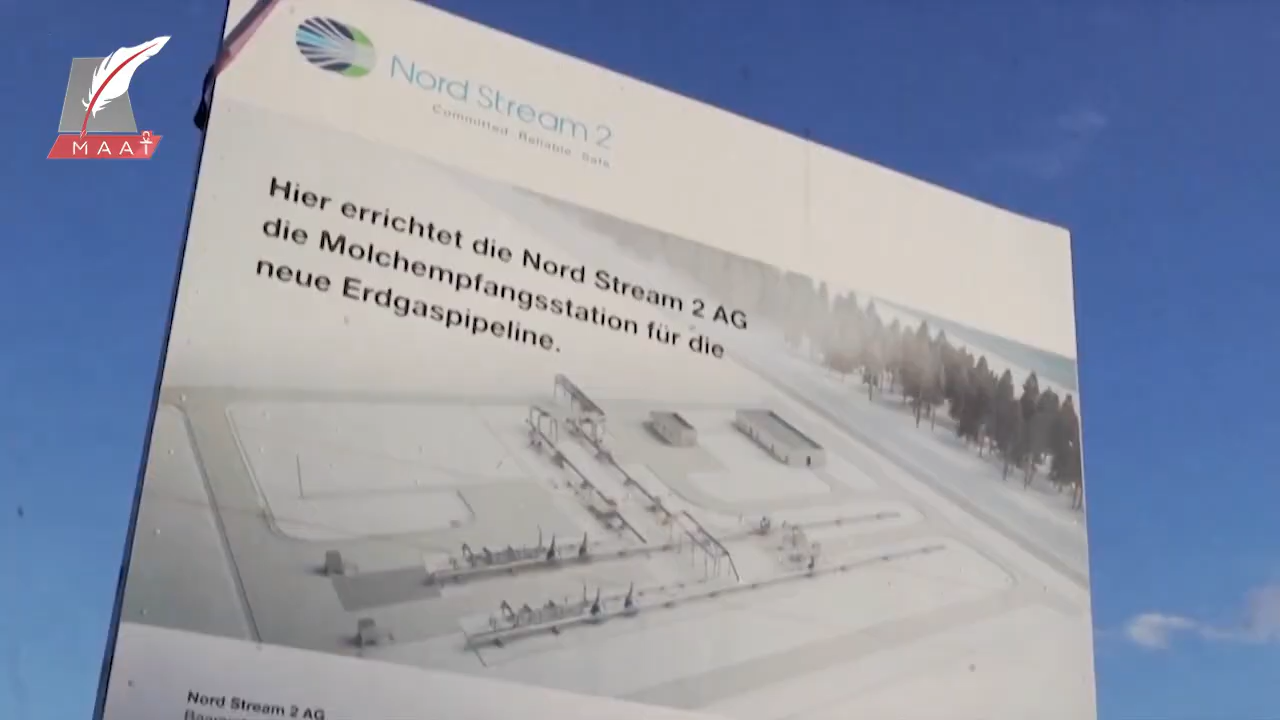 MAAT
Nord Stream 2
Committed. Reliable. Safe.
Hier errichtet die Nord Stream 2 AG
die Molchempfangsstation für die
neue Erdgaspipeline.
Nord Stream 2 AG